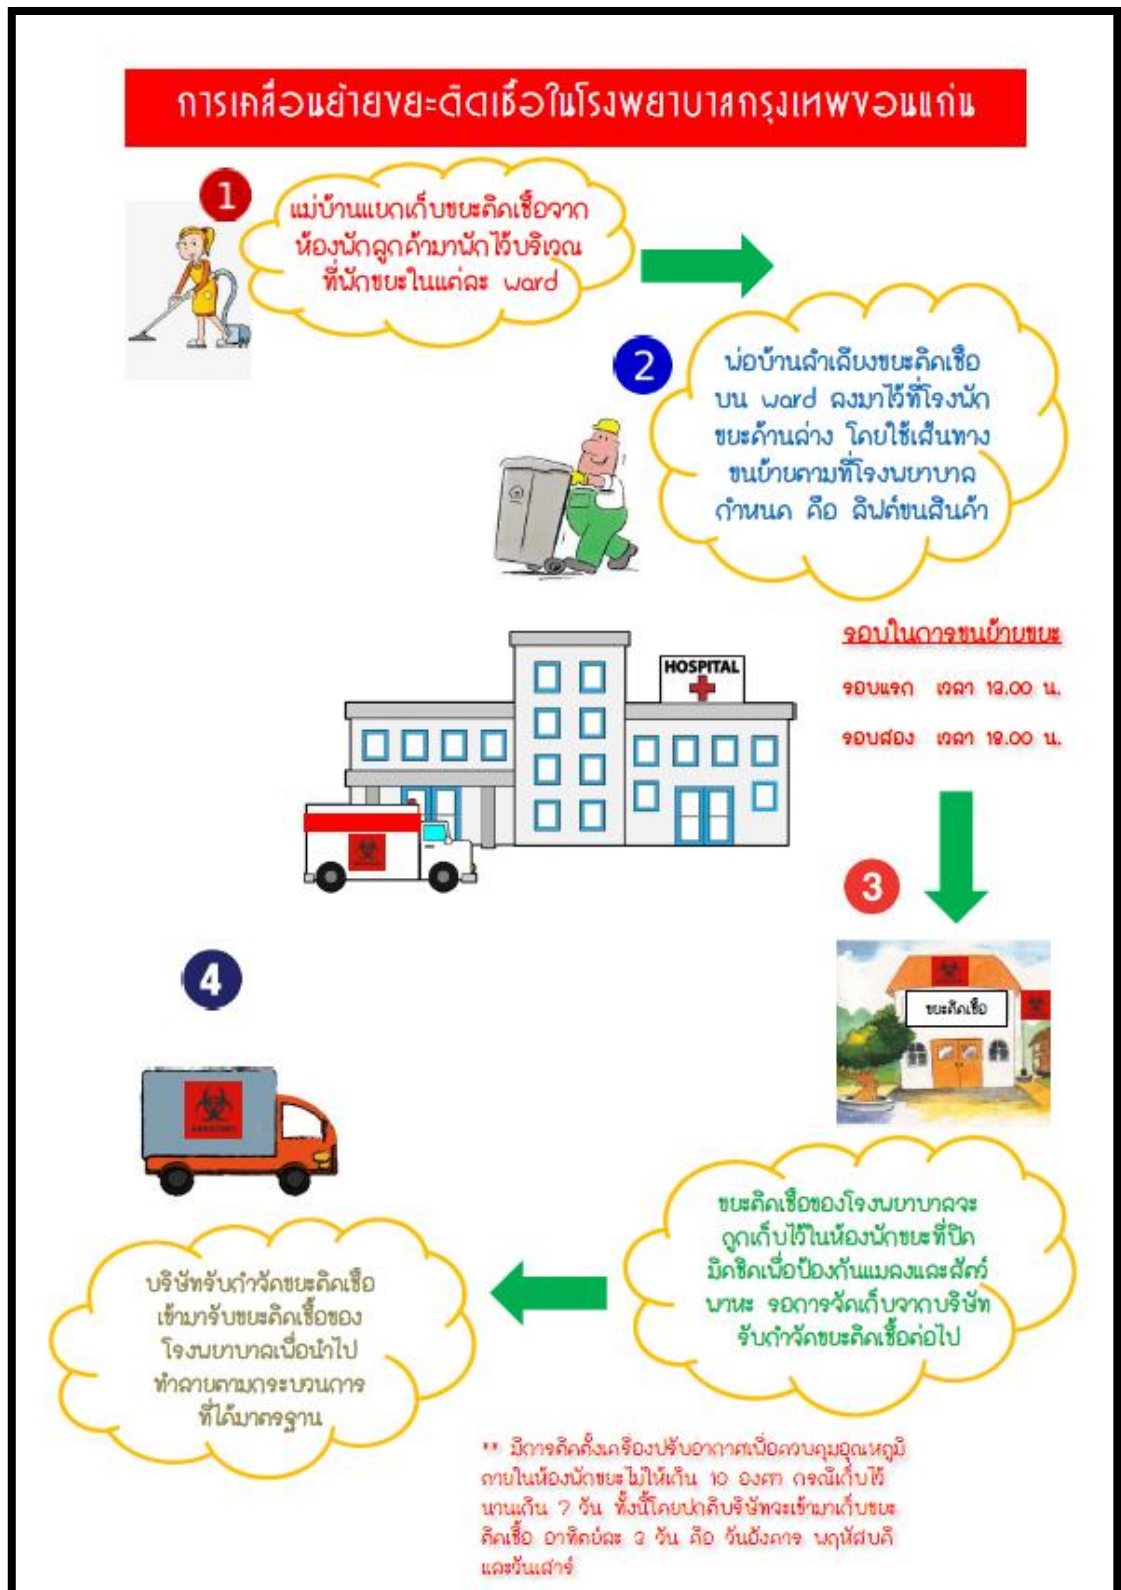 การเคลื่อนย้ายขยะติดเชื้อในโรงพยาบาลกรุงเทพขอนแก่น
1
แม่บ้านแยกเก็บขยะติดเชื้อจาก
ห้องพักลูกค้ามาพักไว้บริเวณ
ที่พักขยะในแต่ละ ward
2
พ่อบ้านลำเลียงขยะติดเชื้อ
บน ward ลงมาไว้ที่โรงพัก
ขยะด้านล่าง โดยใช้เส้นทาง
ขนย้ายตามที่โรงพยาบาล
กำหนด คือ ลิฟต์ขนสินค้า
รอบในการขนย้ายขยะ
รอบแรก เวลา 13.00 น.
รอบสอง เวลา 18.00 น.
HOSPITAL
3
ขยะติดเชื้อ
4
ขยะติดเชื้อของโรงพยาบาลจะ
ถูกเก็บไว้ในห้องพักขยะที่ปิด
มิดชิดเพื่อป้องกันแมลงและสัตว์
พาหะ รอการจัดเก็บจากบริษัท
รับกำจัดขยะติดเชื้อต่อไป
บริษัทรับกำจัดขยะติดเชื้อ
เข้ามารับขยะติดเชื้อของ
โรงพยาบาลเพื่อนำไป
ทำลายตามกระบวนการ
ที่ได้มาตรฐาน
** มีการติดตั้งเครื่องปรับอากาศเพื่อควบคุมอุณหภูมิ
ภายในห้องพักขยะไม่ให้เกิน 10 องศา กรณีเก็บไว้
นานเกิน 7 วัน ทั้งนี้โดยปกติบริษัทจะเข้ามาเก็บขยะ
ติดเชื้อ อาทิตย์ละ 3 วัน คือ วันอังคาร พฤหัสบดี
และวันเสาร์